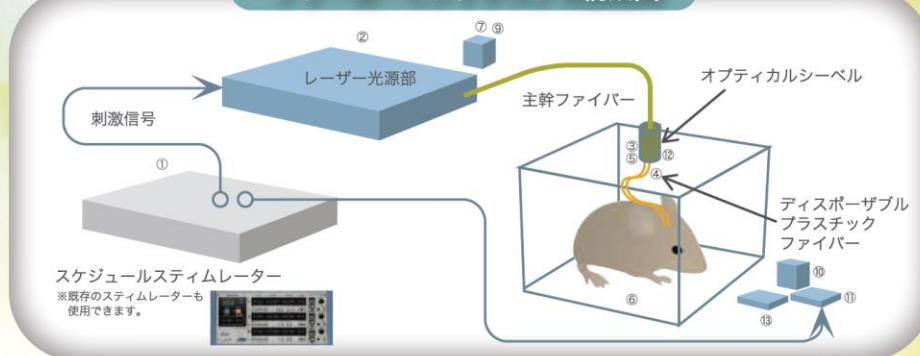 ②
⑦ ⑨
レーザー光源部
オプティカルシーベル
主幹ファイバー
刺激信号
③
⑤
⑫
①
④
ディスポーザブル
プラスチック
ファイバー
スケジュールスティムレーター
※既存のスティムレーターも
使用できます。
⑩
⑥
⑪
⑬